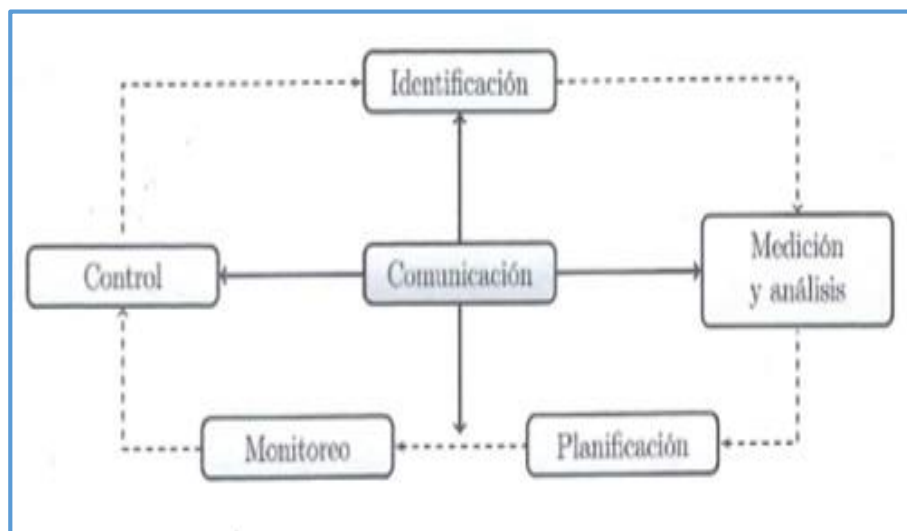 Identificación
Control
Comunicación
Medición
y análisis
Monitoreo
Planificación